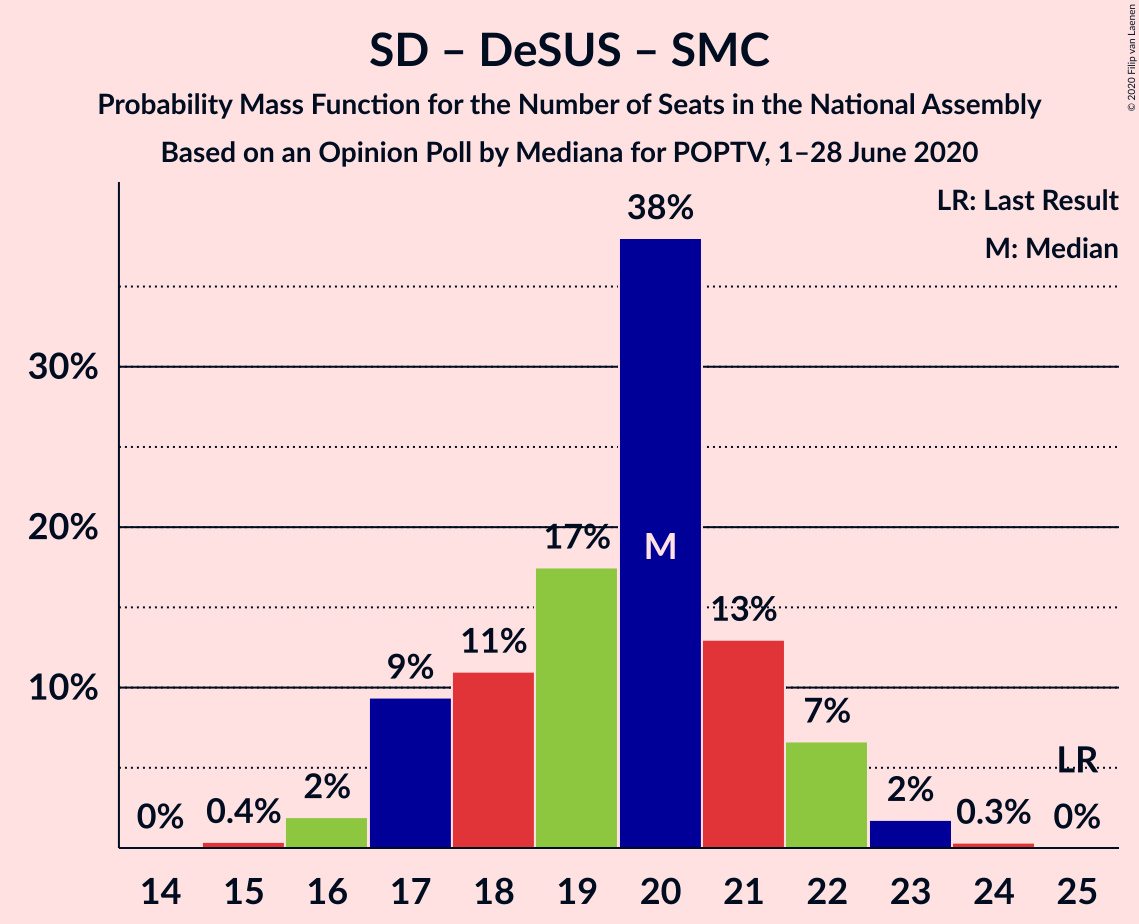 SD – DeSUS – SMC
Probability Mass Function for the Number of Seats in the National Assembly
Based on an Opinion Poll by Mediana for POPTV, 1–28 June 2020
© 2020 Filip van Laenen
LR: Last Result
M: Median
38%
30%
20%
17%
M
13%
11%
10%
9%
7%
LR
2%
2%
0%
0.4%
0.3%
0%
14 15 16 17 18 19 20 21 22 23 24 25